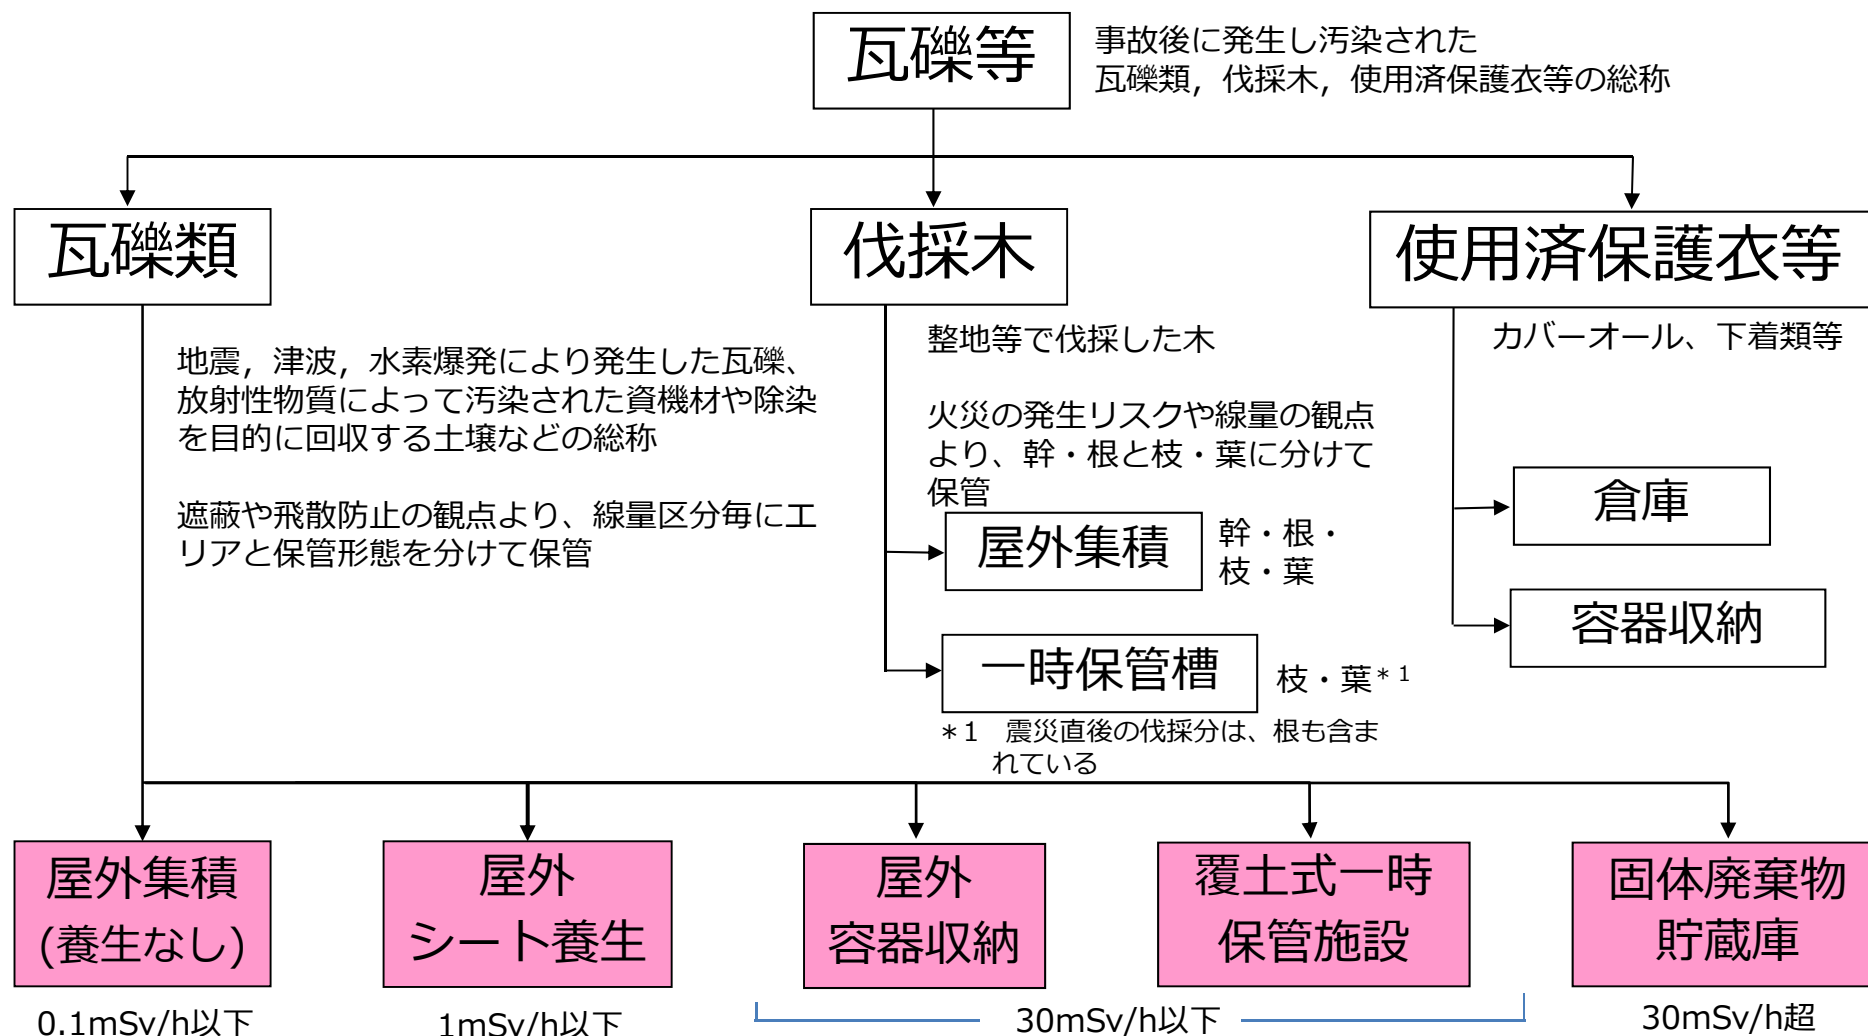 瓦礫等
事故後に発生し汚染された
瓦礫類，伐採木，使用済保護衣等の総称
瓦礫類
伐採木
使用済保護衣等
地震，津波，水素爆発により発生した瓦礫、
放射性物質によって汚染された資機材や除染
を目的に回収する土壌などの総称
遮蔽や飛散防止の観点より、線量区分毎にエ
リアと保管形態を分けて保管
整地等で伐採した木
火災の発生リスクや線量の観点
より、幹・根と枝・葉に分けて
保管
屋外集積
幹・根・
枝・葉
一時保管槽
枝・葉＊1
＊1　震災直後の伐採分は、根も含ま
れている
カバーオール、下着類等
倉庫
容器収納
屋外集積
(養生なし)
0.1mSv/h以下
屋外
シート養生
1mSv/h以下
屋外
容器収納
覆土式一時
保管施設
30mSv/h以下
固体廃棄物
貯蔵庫
30mSv/h超